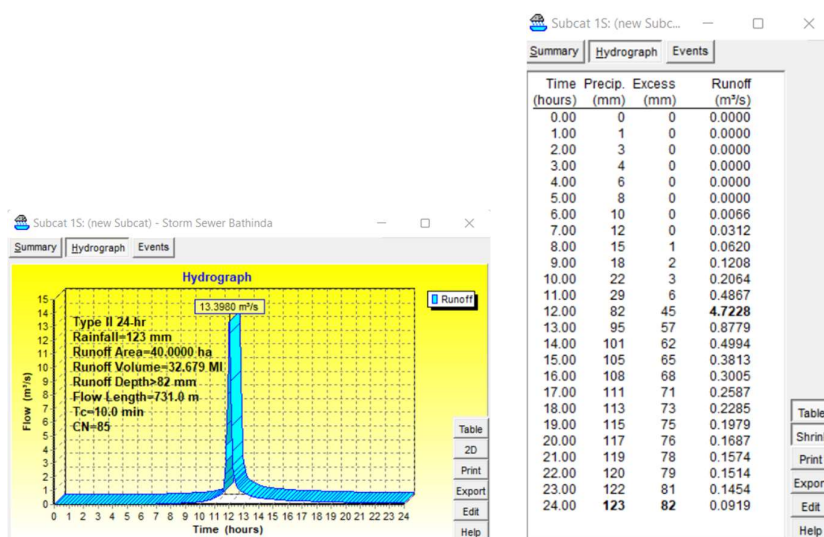 Subcat 1S: (new Subcat) - Storm Sewer Bathinda
Summary Hydrograph Events
Hydrograph
Runoff
13.3980 m³/s
Type II 24-hr
Rainfall=123 mm
Runoff Area=40.0000 ha
Runoff Volume=32.679 Ml
Runoff Depth>82 mm
Flow Length=731.0 m
Tc=10.0 min
CN=85
Flow (m³/s)
15
14
13
12
11
10
9
8
7
6
5
4
3
2
1
0
0 1 2 3 4 5 6 7 8 9 10 11 12 13 14 15 16 17 18 19 20 21 22 23 24
Time (hours)
Table
2D
Print
Export
Edit
Help
Subcat 1S: (new Subc...
Summary Hydrograph Events
Time Precip. Excess Runoff
(hours) (mm) (mm) (m³/s)
0.00 0 0 0.0000
1.00 1 0 0.0000
2.00 3 0 0.0000
3.00 4 0 0.0000
4.00 6 0 0.0000
5.00 8 0 0.0000
6.00 10 0 0.0066
7.00 12 0 0.0312
8.00 15 1 0.0620
9.00 18 2 0.1208
10.00 22 3 0.2064
11.00 29 6 0.4867
12.00 82 45 4.7228
13.00 95 57 0.8779
14.00 101 62 0.4994
15.00 105 65 0.3813
16.00 108 68 0.3005
17.00 111 71 0.2587
18.00 113 73 0.2285
19.00 115 75 0.1979
20.00 117 76 0.1687
21.00 119 78 0.1574
22.00 120 79 0.1514
23.00 122 81 0.1454
24.00 123 82 0.0919
Table
Shrin
Print
Export
Edit
Help